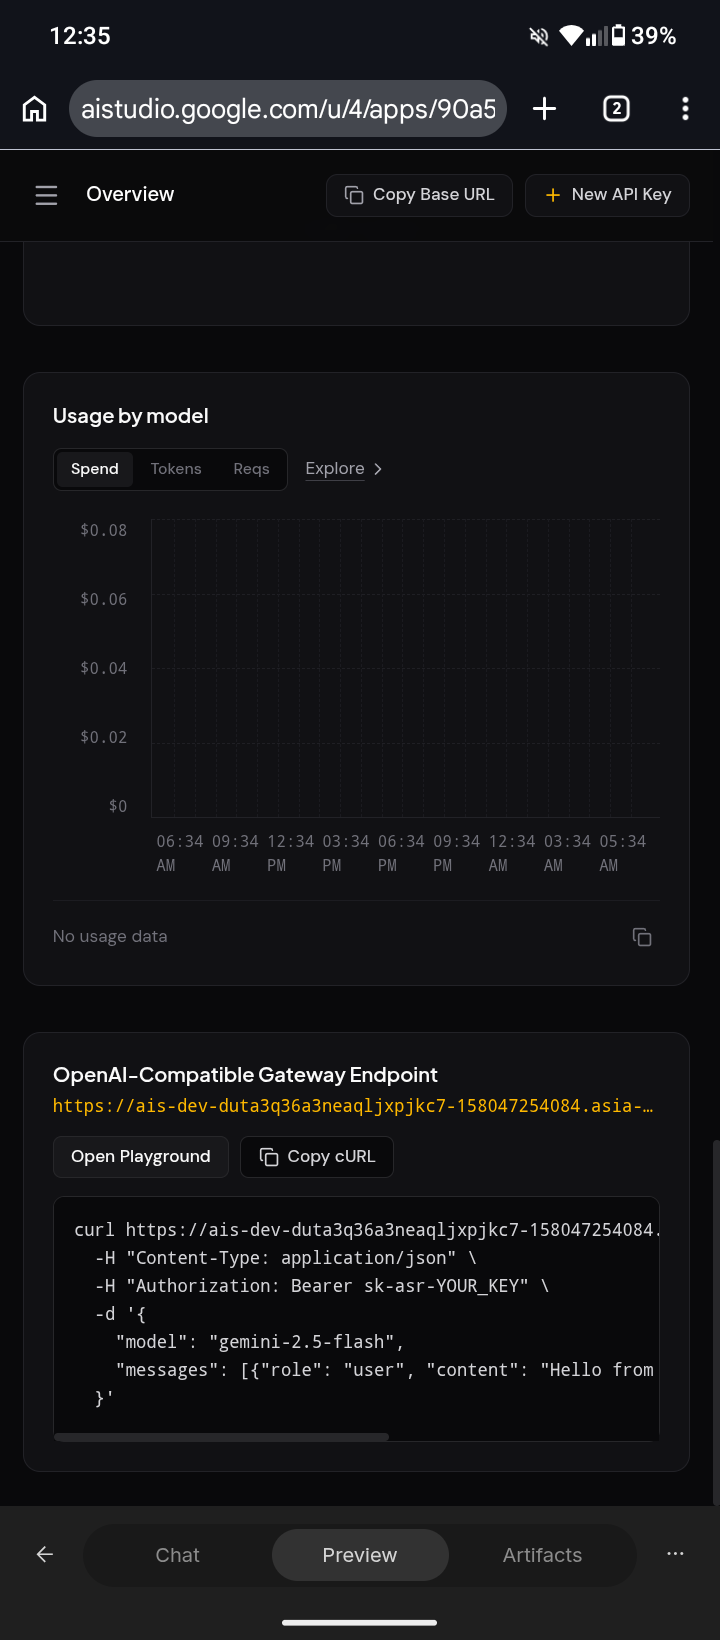 12:35
39%
aistudio.google.com/u/4/apps/90a5
2
Overview
Copy Base URL
New API Key
Usage by model
Spend
Tokens
Reqs
Explore
$0.08
$0.06
$0.04
$0.02
$0
06:34 09:34 12:34 03:34 06:34 09:34 12:34 03:34 05:34
AM AM PM PM PM PM AM AM AM
No usage data
OpenAI-Compatible Gateway Endpoint
https://ais-dev-duta3q36a3neaqljxpjkc7-158047254084.asia-…
Open Playground
Copy cURL
curl https://ais-dev-duta3q36a3neaqljxpjkc7-158047254084.
-H "Content-Type: application/json" \
-H "Authorization: Bearer sk-asr-YOUR_KEY" \
-d '{
"model": "gemini-2.5-flash",
"messages": [{"role": "user", "content": "Hello from
}'
Chat
Preview
Artifacts